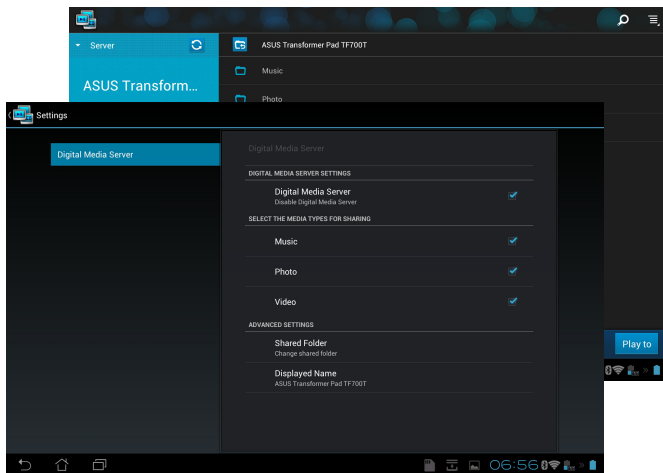 Server
ASUS Transformer Pad TF700T
ASUS Transform...
Music
Photo
Play to
Settings
Digital Media Server
Digital Media Server
DIGITAL MEDIA SERVER SETTINGS
Digital Media Server
Disable Digital Media Server
SELECT THE MEDIA TYPES FOR SHARING
Music
Photo
Video
ADVANCED SETTINGS
Shared Folder
Change shared folder
Displayed Name
ASUS Transformer Pad TF700T
06:56